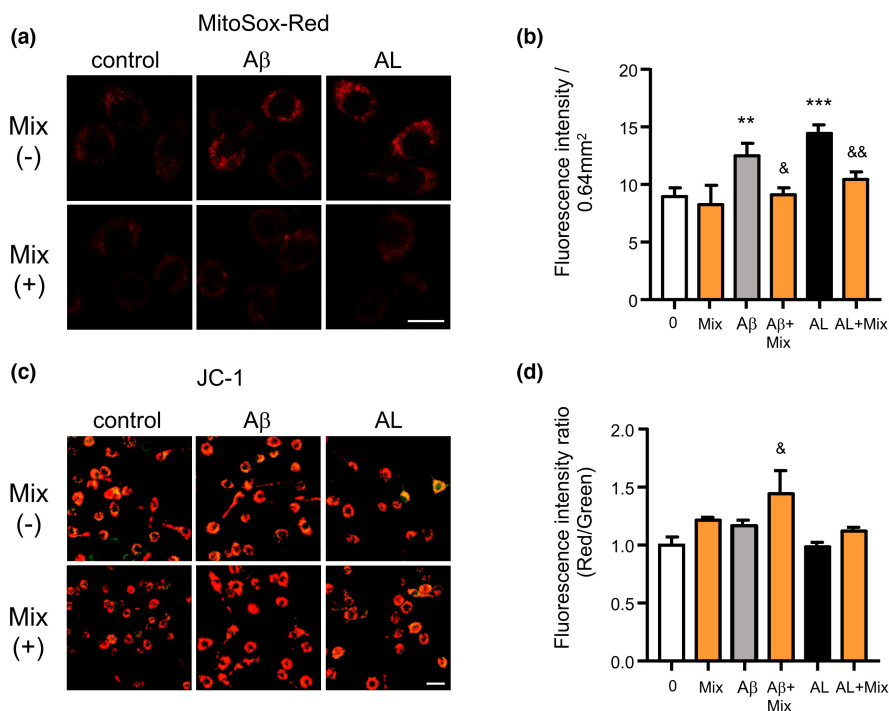 (a)
MitoSox-Red
control
Aβ
AL
Mix
(-)
Mix
(+)
(b)
Fluorescence intensity /
0.64mm²
20
15
10
5
0
**
&
***
&&
0
Mix
Aβ
Aβ+
Mix
AL
AL+Mix
(c)
JC-1
control
Aβ
AL
Mix
(-)
Mix
(+)
(d)
Fluorescence intensity ratio
(Red/Green)
2.0
1.5
1.0
0.5
0.0
&
0
Mix
Aβ
Aβ+
Mix
AL
AL+Mix